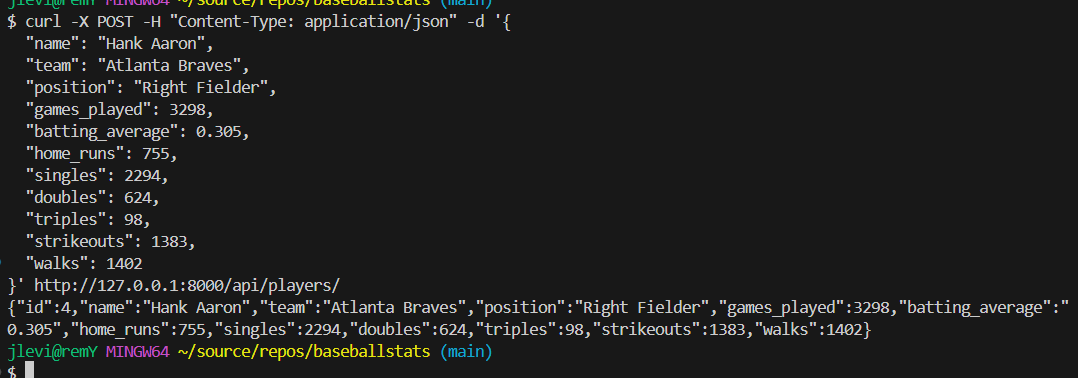 jlevi@remY MINGW64 ~/source/repos/baseballstats (main)
$ curl -X POST -H "Content-Type: application/json" -d '{
  "name": "Hank Aaron",
  "team": "Atlanta Braves",
  "position": "Right Fielder",
  "games_played": 3298,
  "batting_average": 0.305,
  "home_runs": 755,
  "singles": 2294,
  "doubles": 624,
  "triples": 98,
  "strikeouts": 1383,
  "walks": 1402
}' http://127.0.0.1:8000/api/players/
{"id":4,"name":"Hank Aaron","team":"Atlanta Braves","position":"Right Fielder","games_played":3298,"batting_average":"
0.305","home_runs":755,"singles":2294,"doubles":624,"triples":98,"strikeouts":1383,"walks":1402}
jlevi@remY MINGW64 ~/source/repos/baseballstats (main)
$